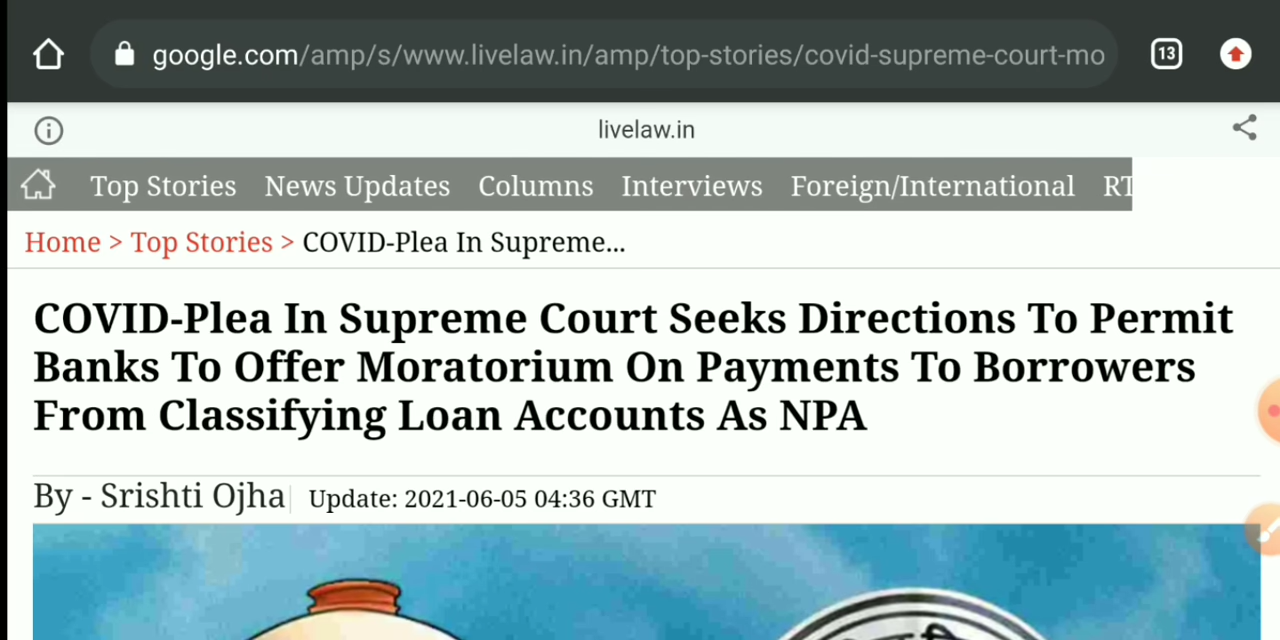 google.com/amp/s/www.livelaw.in/amp/top-stories/covid-supreme-court-mo
13
livelaw.in
Top Stories News Updates Columns Interviews Foreign/International RT
Home > Top Stories > COVID-Plea In Supreme...
COVID-Plea In Supreme Court Seeks Directions To Permit
Banks To Offer Moratorium On Payments To Borrowers
From Classifying Loan Accounts As NPA
By - Srishti Ojha Update: 2021-06-05 04:36 GMT